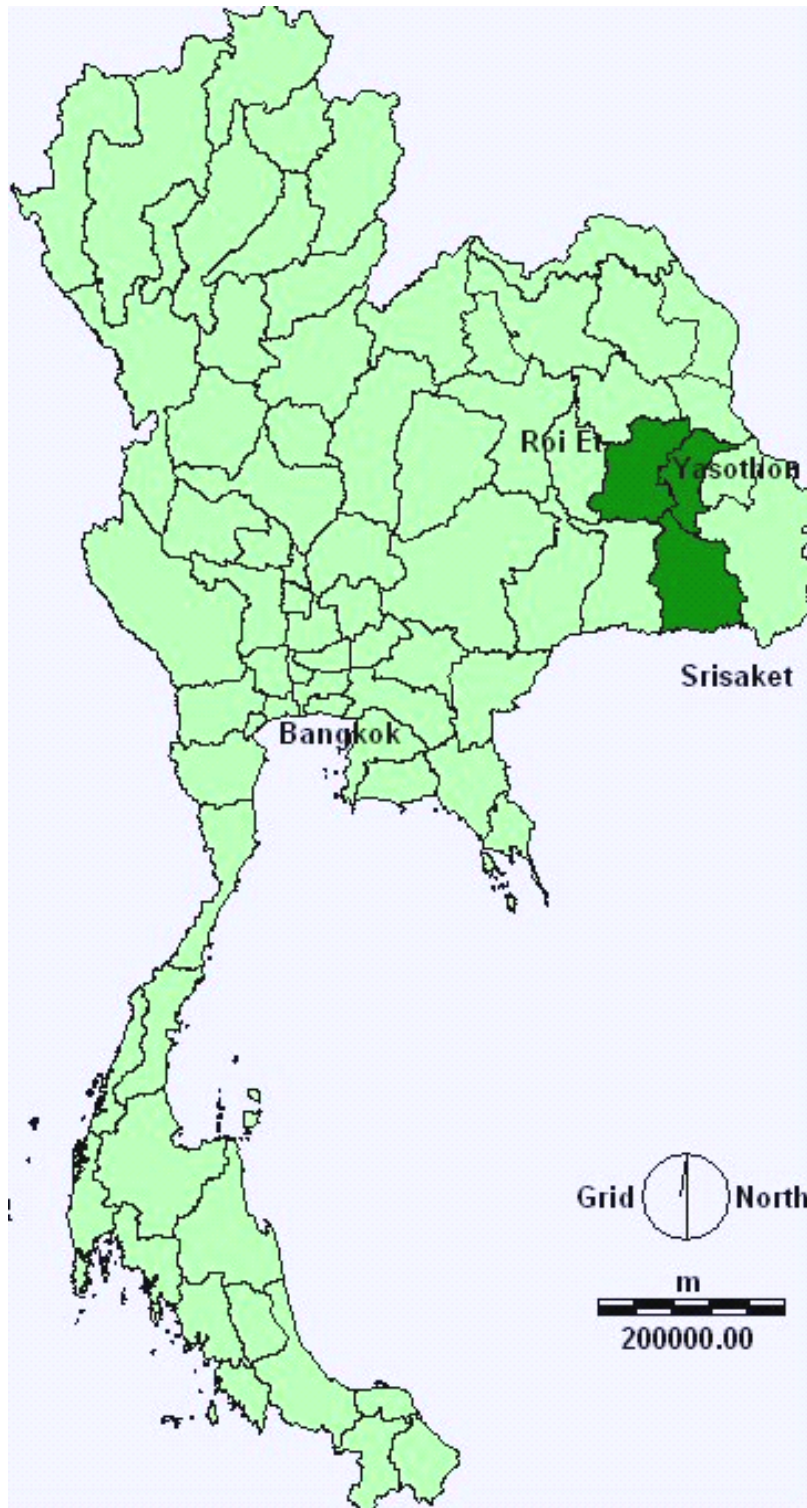 Roi Et
Yasothon
Srisaket
Bangkok
Grid North
m
200000.00